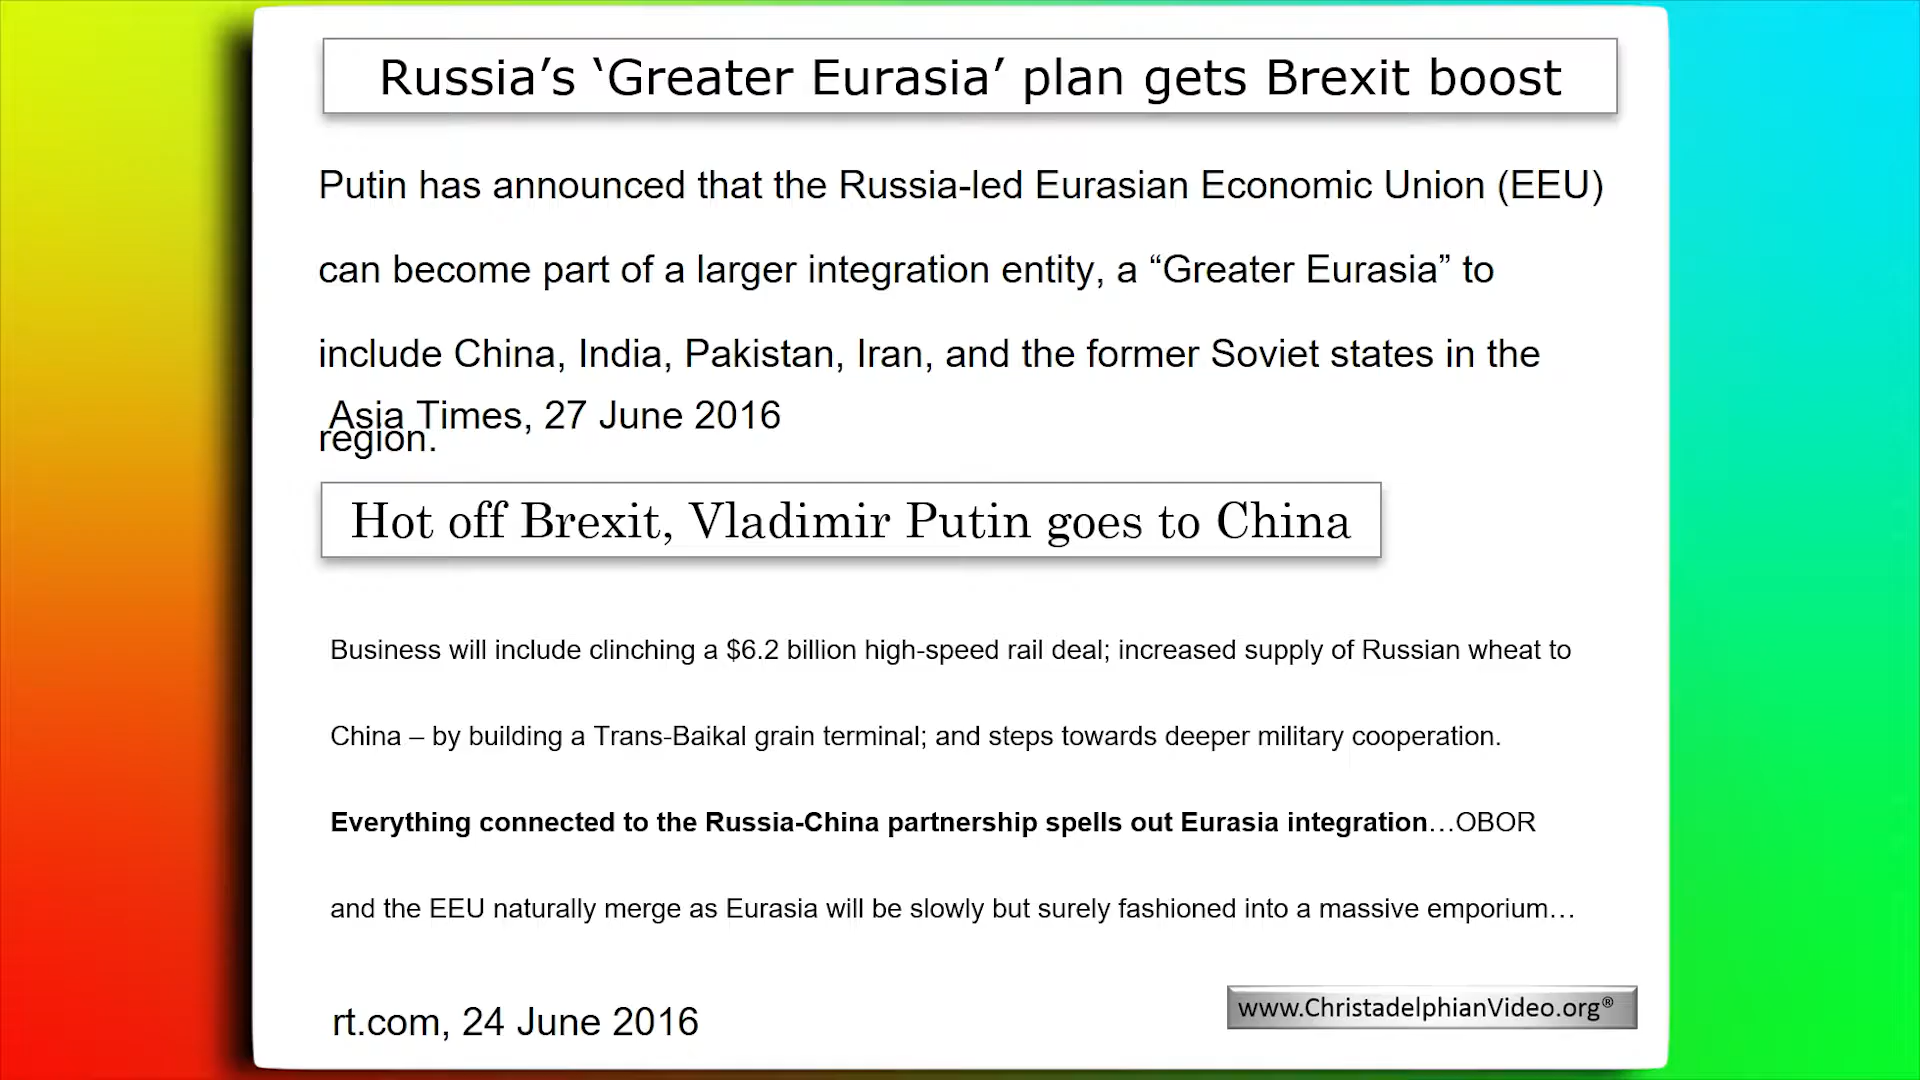 Russia’s ‘Greater Eurasia’ plan gets Brexit boost
Putin has announced that the Russia-led Eurasian Economic Union (EEU)
can become part of a larger integration entity, a “Greater Eurasia” to
include China, India, Pakistan, Iran, and the former Soviet states in the
Asia Times, 27 June 2016
region.
Hot off Brexit, Vladimir Putin goes to China
Business will include clinching a $6.2 billion high-speed rail deal; increased supply of Russian wheat to
China – by building a Trans-Baikal grain terminal; and steps towards deeper military cooperation.
Everything connected to the Russia-China partnership spells out Eurasia integration…OBOR
and the EEU naturally merge as Eurasia will be slowly but surely fashioned into a massive emporium…
rt.com, 24 June 2016
www.ChristadelphianVideo.org®